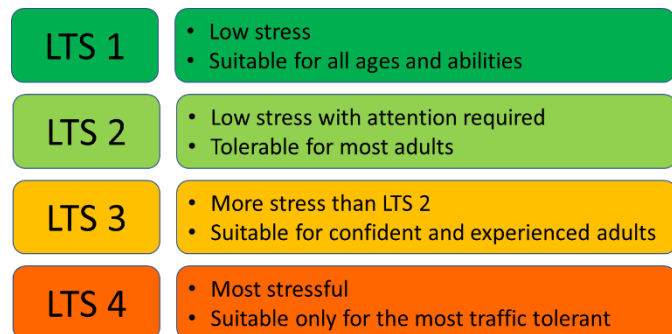 LTS 1
• Low stress
• Suitable for all ages and abilities
LTS 2
• Low stress with attention required
• Tolerable for most adults
LTS 3
• More stress than LTS 2
• Suitable for confident and experienced adults
LTS 4
• Most stressful
• Suitable only for the most traffic tolerant